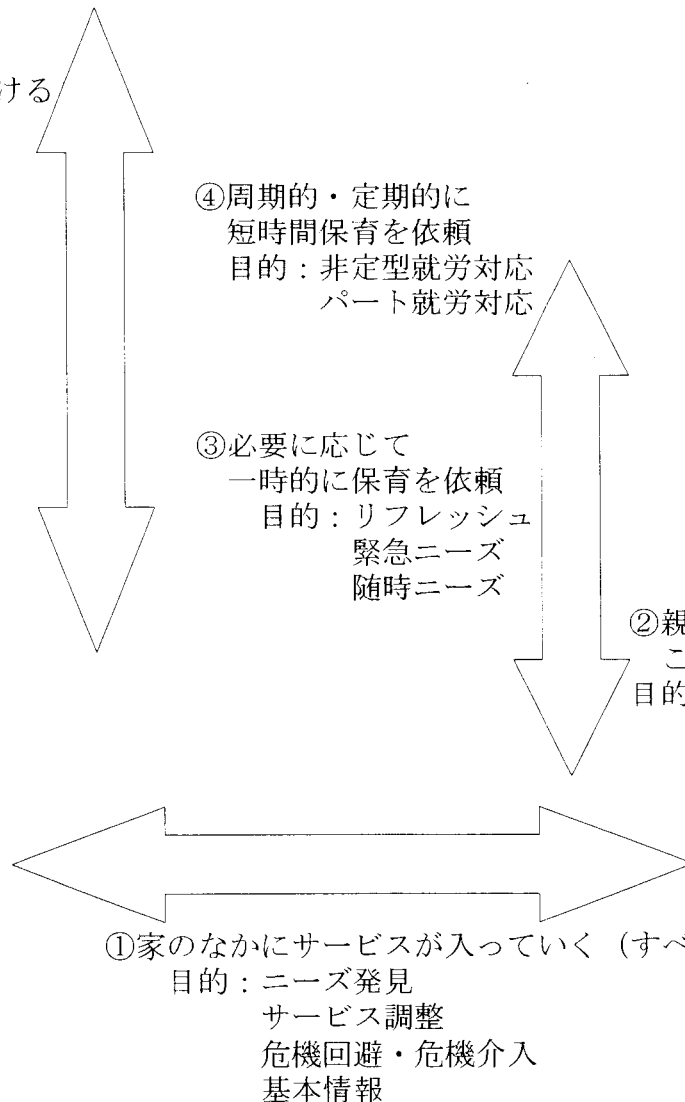 ける
④周期的・定期的に
短時間保育を依頼
目的：非定型就労対応
パート就労対応
③必要に応じて
一時的に保育を依頼
目的：リフレッシュ
緊急ニーズ
随時ニーズ
②親
こ
目的
①家のなかにサービスが入っていく（すべ
目的：ニーズ発見
サービス調整
危機回避・危機介入
基本情報